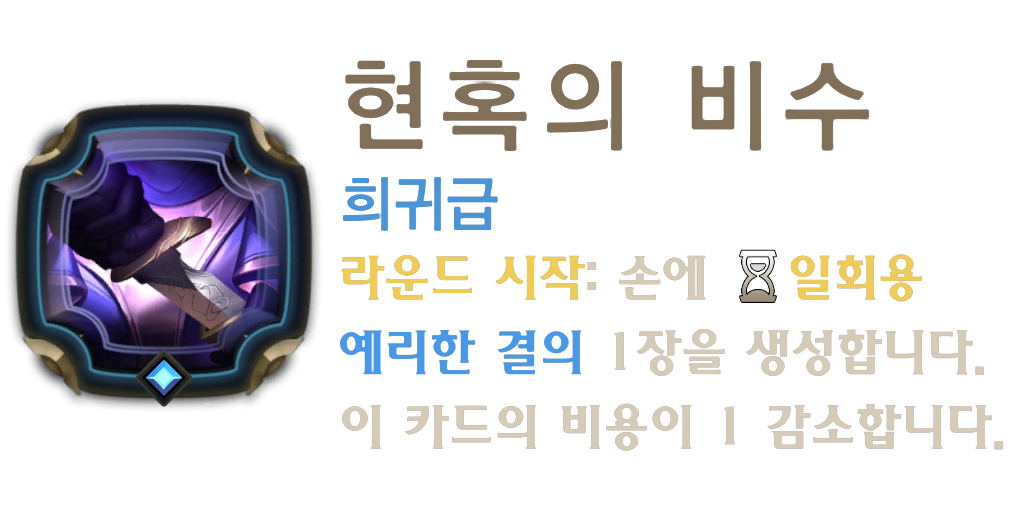 현혹의 비수
희귀급
라운드 시작: 손에 일회용
예리한 결의 1장을 생성합니다.
이 카드의 비용이 1 감소합니다.